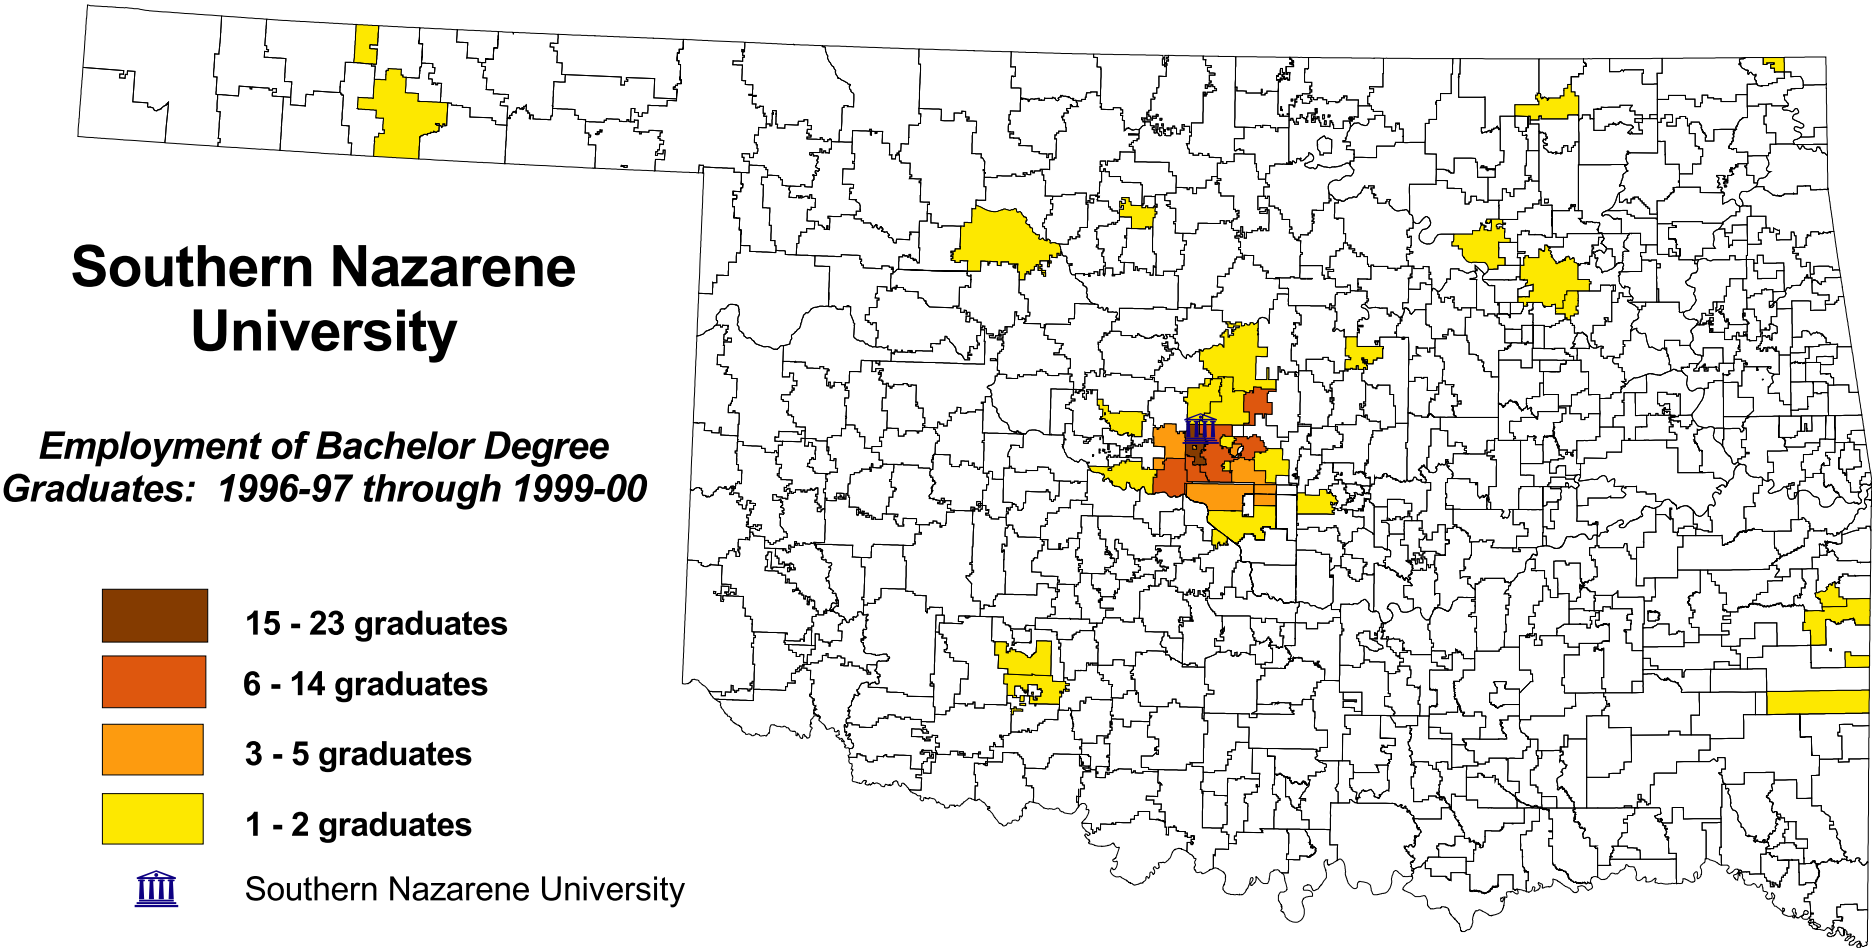 Southern Nazarene
University
Employment of Bachelor Degree
Graduates:  1996-97 through 1999-00
15 - 23 graduates
6 - 14 graduates
3 - 5 graduates
1 - 2 graduates
Southern Nazarene University